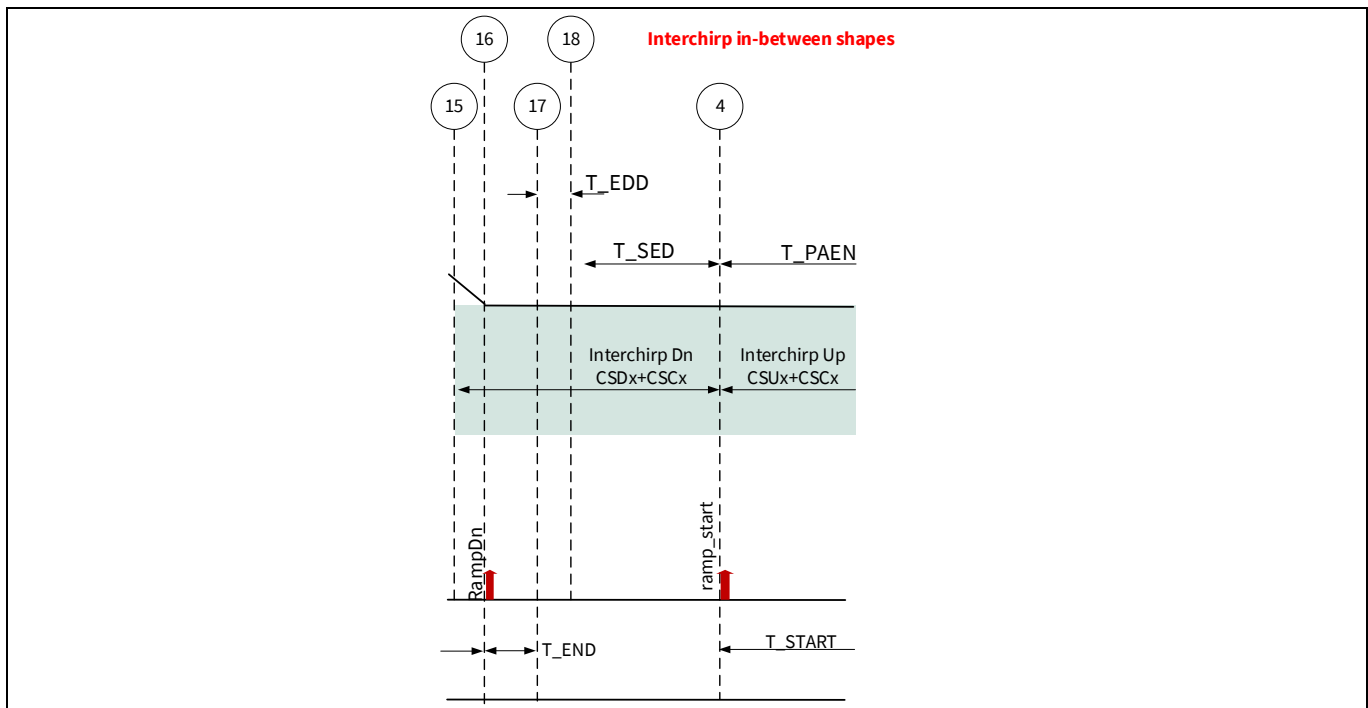 16
18
Interchirp in-between shapes
15
17
4
T_EDD
T_SED
T_PAEN
Interchirp Dn
CSDx+CSCx
Interchirp Up
CSUx+CSCx
RampDn
ramp_start
T_END
T_START